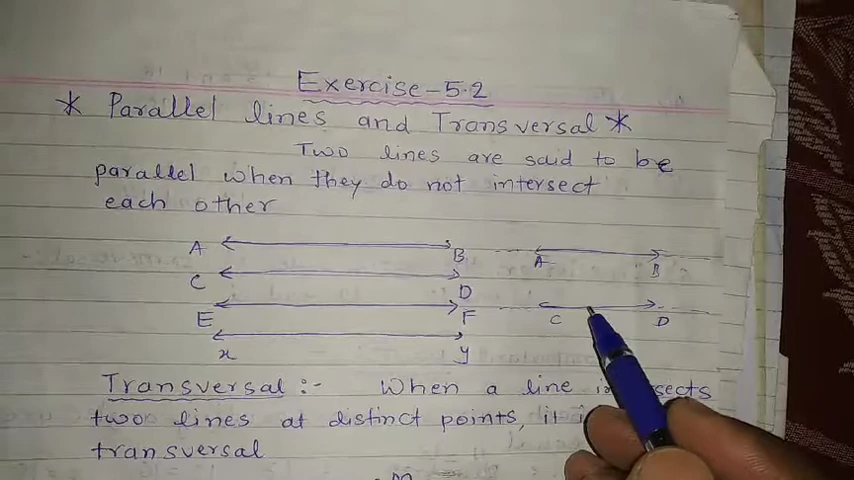 Exercise-5.2
* Parallel lines and Transversal *
Two lines are said to be
parallel when they do not intersect
each other
A B A B
C D
E F C D
x y
Transversal :- When a line
two lines at distinct points, it
transversal